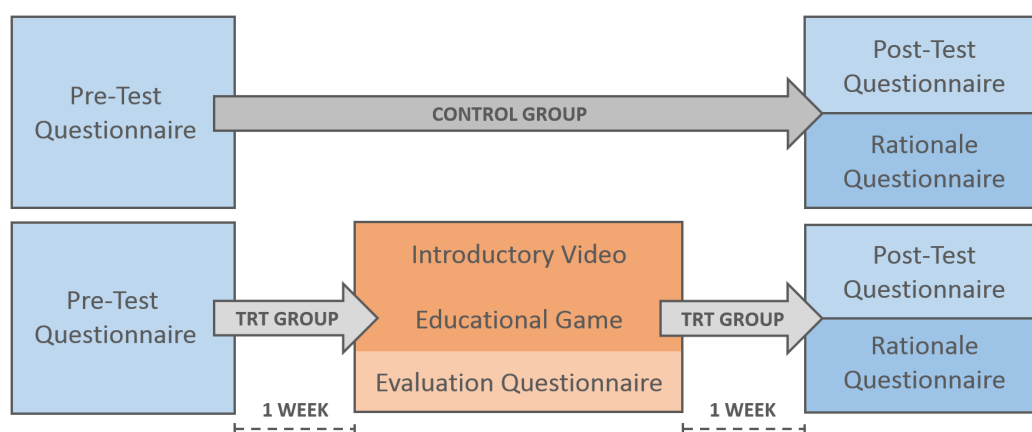 Pre-Test
Questionnaire
CONTROL GROUP
Post-Test
Questionnaire
Rationale
Questionnaire
Pre-Test
Questionnaire
TRT GROUP
Introductory Video
Educational Game
Evaluation Questionnaire
TRT GROUP
Post-Test
Questionnaire
Rationale
Questionnaire
1 WEEK
1 WEEK